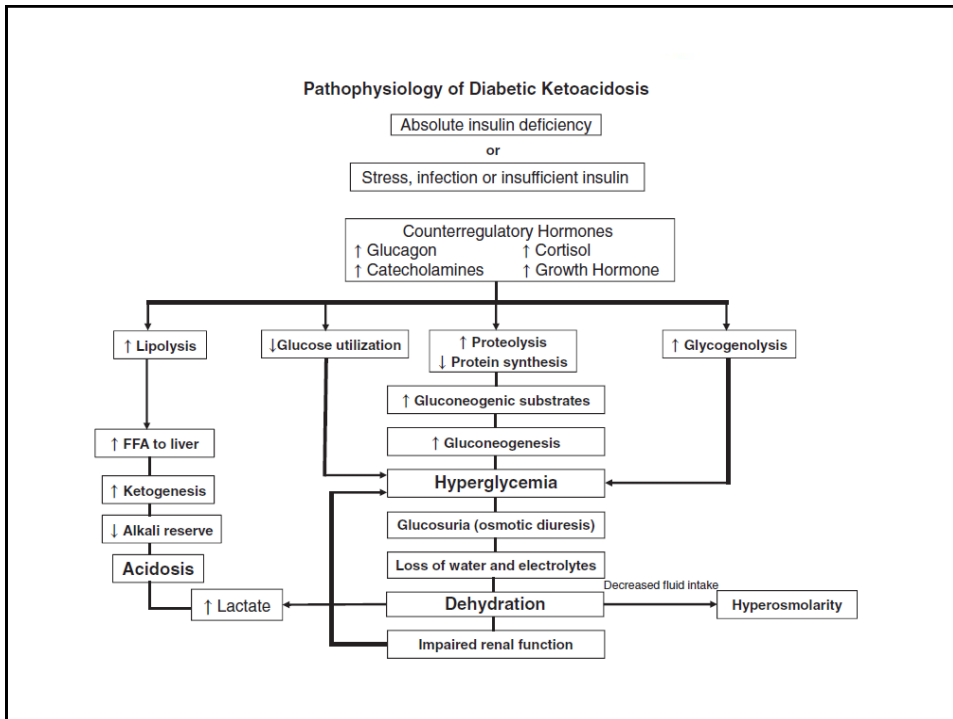 Pathophysiology of Diabetic Ketoacidosis
Absolute insulin deficiency
or
Stress, infection or insufficient insulin
Counterregulatory Hormones
↑ Glucagon ↑ Cortisol
↑ Catecholamines ↑ Growth Hormone
↑ Lipolysis
↓Glucose utilization
↑ Proteolysis
↓ Protein synthesis
↑ Glycogenolysis
↑ Gluconeogenic substrates
↑ FFA to liver
↑ Gluconeogenesis
Hyperglycemia
↑ Ketogenesis
Glucosuria (osmotic diuresis)
↓ Alkali reserve
Loss of water and electrolytes
Acidosis
Decreased fluid intake
↑ Lactate
Dehydration
Hyperosmolarity
Impaired renal function